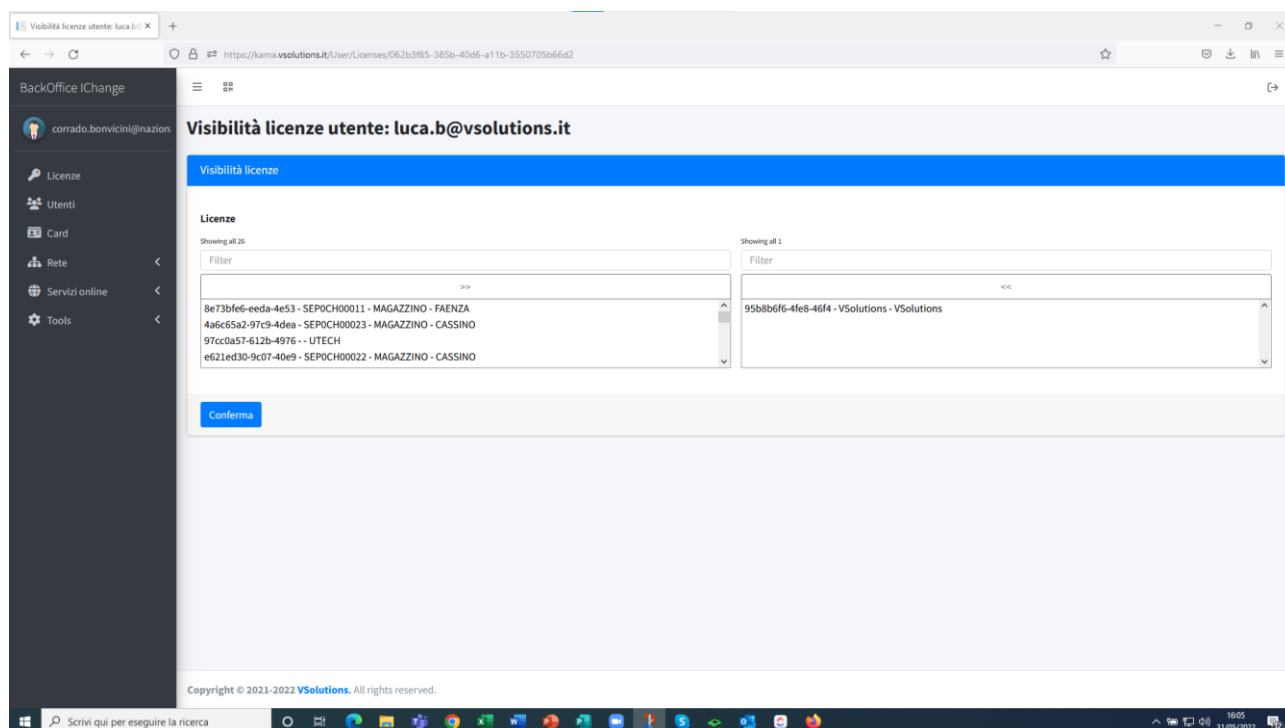 Visibilità licenze utente: luca.b
https://kama.vsolutions.it/User/Licenses/062b3f85-385b-40d6-a11b-3550705b66d2
BackOffice IChange
corrado.bonvicini@nazion.
Licenze
Utenti
Card
Rete
Servizi online
Tools
Visibilità licenze utente: luca.b@vsolutions.it
Visibilità licenze
Licenze
Showing all 26
Showing all 1
Filter
Filter
>>
<<
8e73bfe6-eeda-4e53 - SEP0CH00011 - MAGAZZINO - FAENZA
4a6c65a2-97c9-4dea - SEP0CH00023 - MAGAZZINO - CASSINO
97cc0a57-612b-4976 - - UTECH
e621ed30-9c07-40e9 - SEP0CH00022 - MAGAZZINO - CASSINO
95b8b6f6-4fe8-46f4 - VSolutions - VSolutions
Conferma
Copyright © 2021-2022 VSolutions. All rights reserved.
Scrivi qui per eseguire la ricerca
16:05
31/05/2022